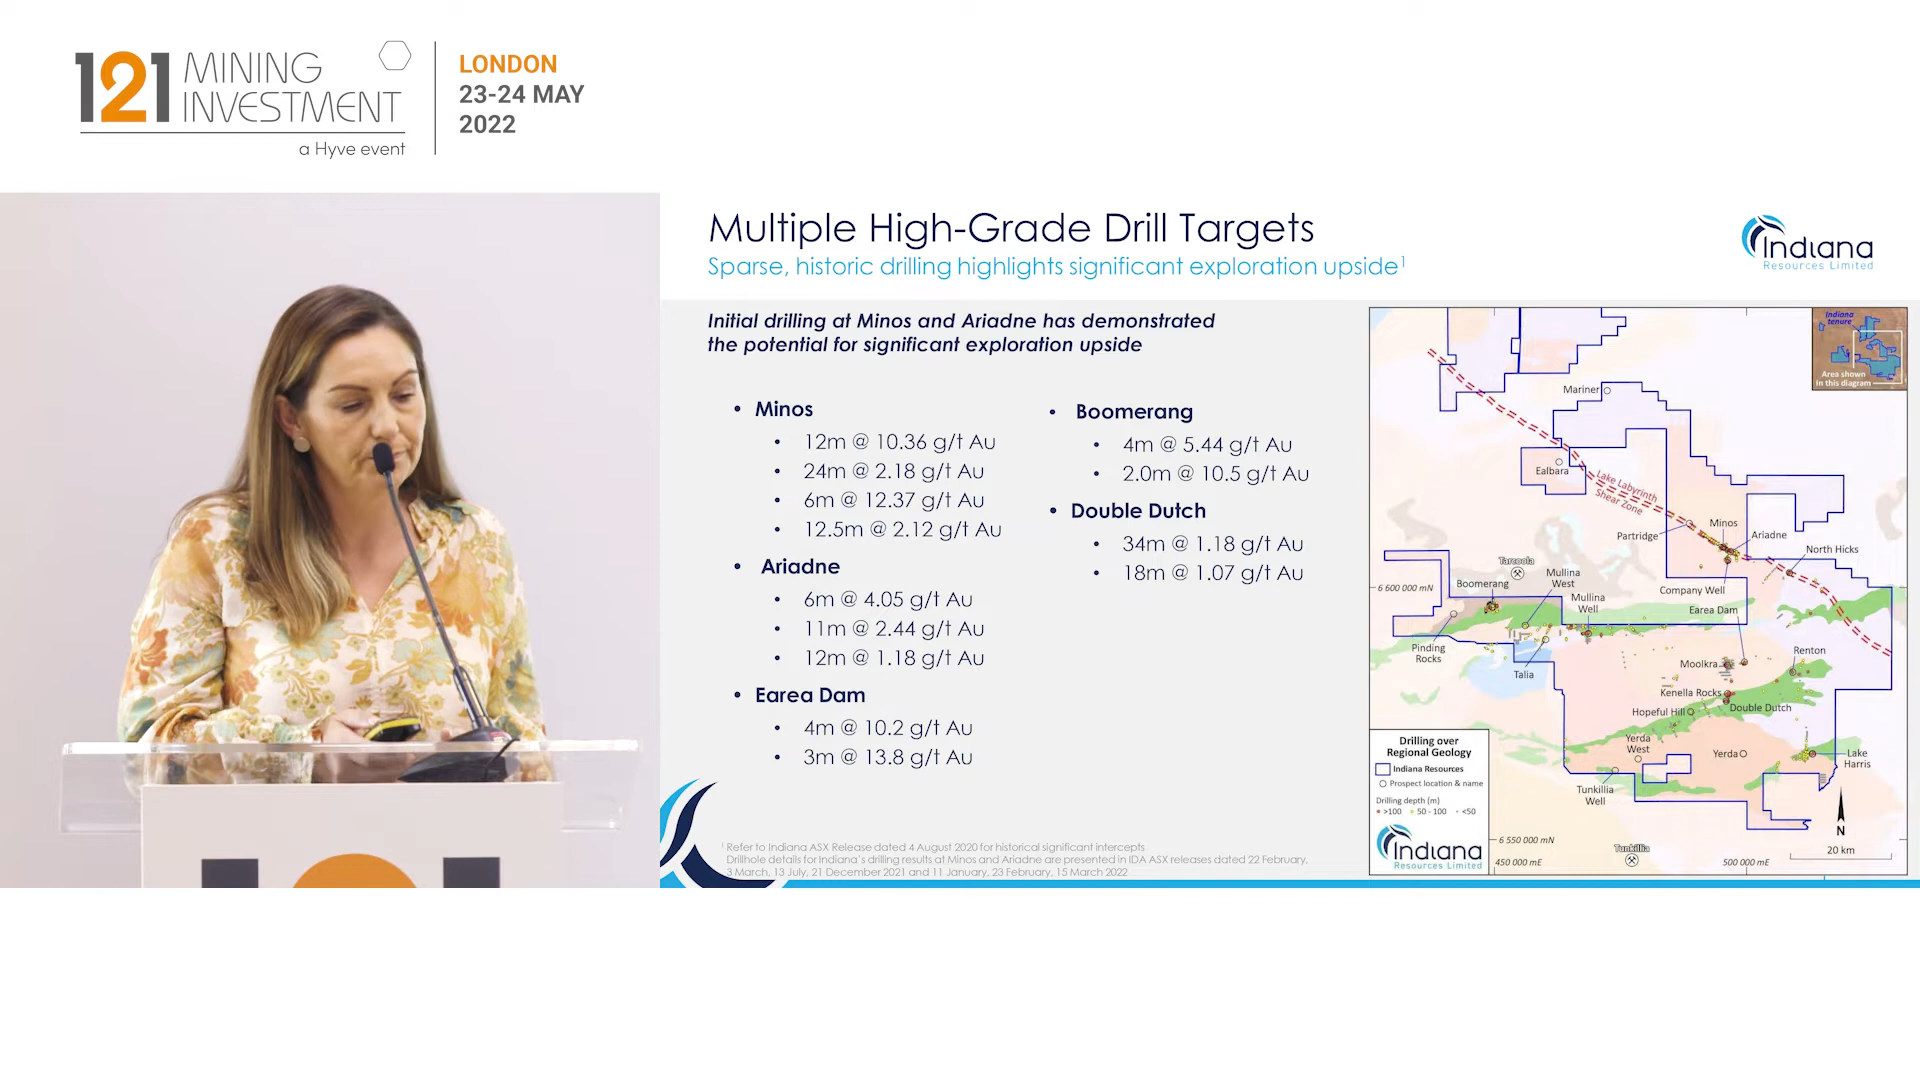 121 MINING
INVESTMENT
a Hyve event
LONDON
23-24 MAY
2022
Multiple High-Grade Drill Targets
Sparse, historic drilling highlights significant exploration upside¹
Indiana
Resources Limited
Initial drilling at Minos and Ariadne has demonstrated
the potential for significant exploration upside
• Minos
• 12m @ 10.36 g/t Au
• 24m @ 2.18 g/t Au
• 6m @ 12.37 g/t Au
• 12.5m @ 2.12 g/t Au
• Ariadne
• 6m @ 4.05 g/t Au
• 11m @ 2.44 g/t Au
• 12m @ 1.18 g/t Au
• Earea Dam
• 4m @ 10.2 g/t Au
• 3m @ 13.8 g/t Au
• Boomerang
• 4m @ 5.44 g/t Au
• 2.0m @ 10.5 g/t Au
• Double Dutch
• 34m @ 1.18 g/t Au
• 18m @ 1.07 g/t Au
¹ Refer to Indiana ASX Release dated 4 August 2020 for historical significant intercepts
Drillhole details for Indiana's drilling results at Minos and Ariadne are presented in IDA ASX releases dated 22 February,
3 March, 13 July, 21 December 2021 and 11 January, 23 February, 15 March 2022
Indiana
tenure
Area shown
in this diagram
Mariner
Ealbara
Lake Labyrinth
Shear Zone
Minos
Partridge
Ariadne
North Hicks
Tarcoola
Mullina
West
Boomerang
Company Well
6 600 000 mN
Mullina
Well
Earea Dam
Pinding
Rocks
Talia
Renton
Moolkra
Kenella Rocks
Hopeful Hill
Double Dutch
Yerda
West
Yerda
Lake
Harris
Tunkillia
Well
Drilling over
Regional Geology
Indiana Resources
Prospect location & name
Drilling depth (m)
>100 50 - 100 <50
Indiana
Resources Limited
6 550 000 mN
450 000 mE
Tunkillia
500 000 mE
N
20 km